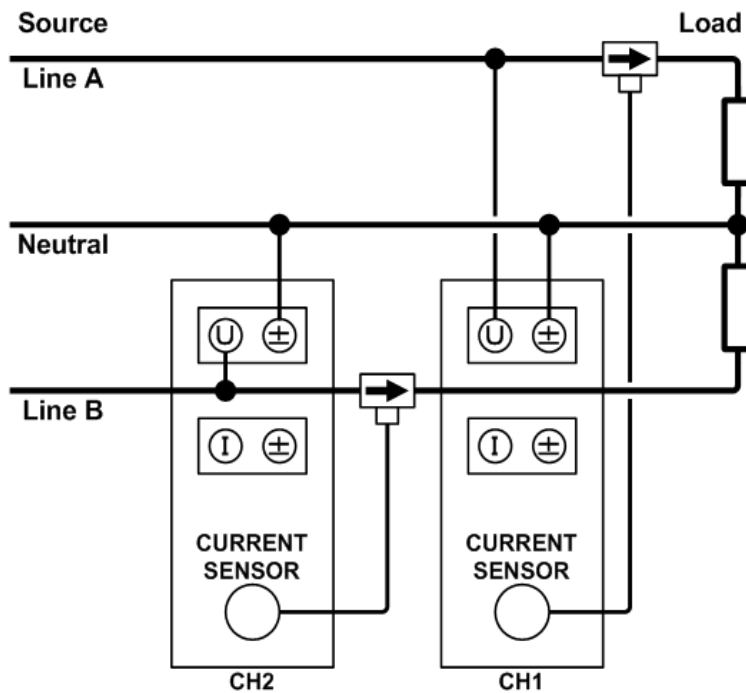 Source
Load
Line A
Neutral
U ±
U ±
Line B
I ±
I ±
CURRENT
SENSOR
CURRENT
SENSOR
CH2
CH1